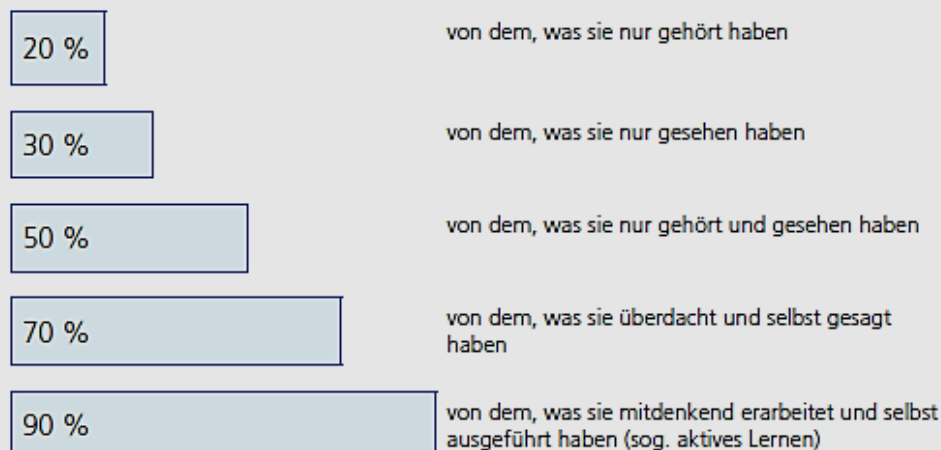 20 %
von dem, was sie nur gehört haben
30 %
von dem, was sie nur gesehen haben
50 %
von dem, was sie nur gehört und gesehen haben
70 %
von dem, was sie überdacht und selbst gesagt
haben
90 %
von dem, was sie mitdenkend erarbeitet und selbst
ausgeführt haben (sog. aktives Lernen)